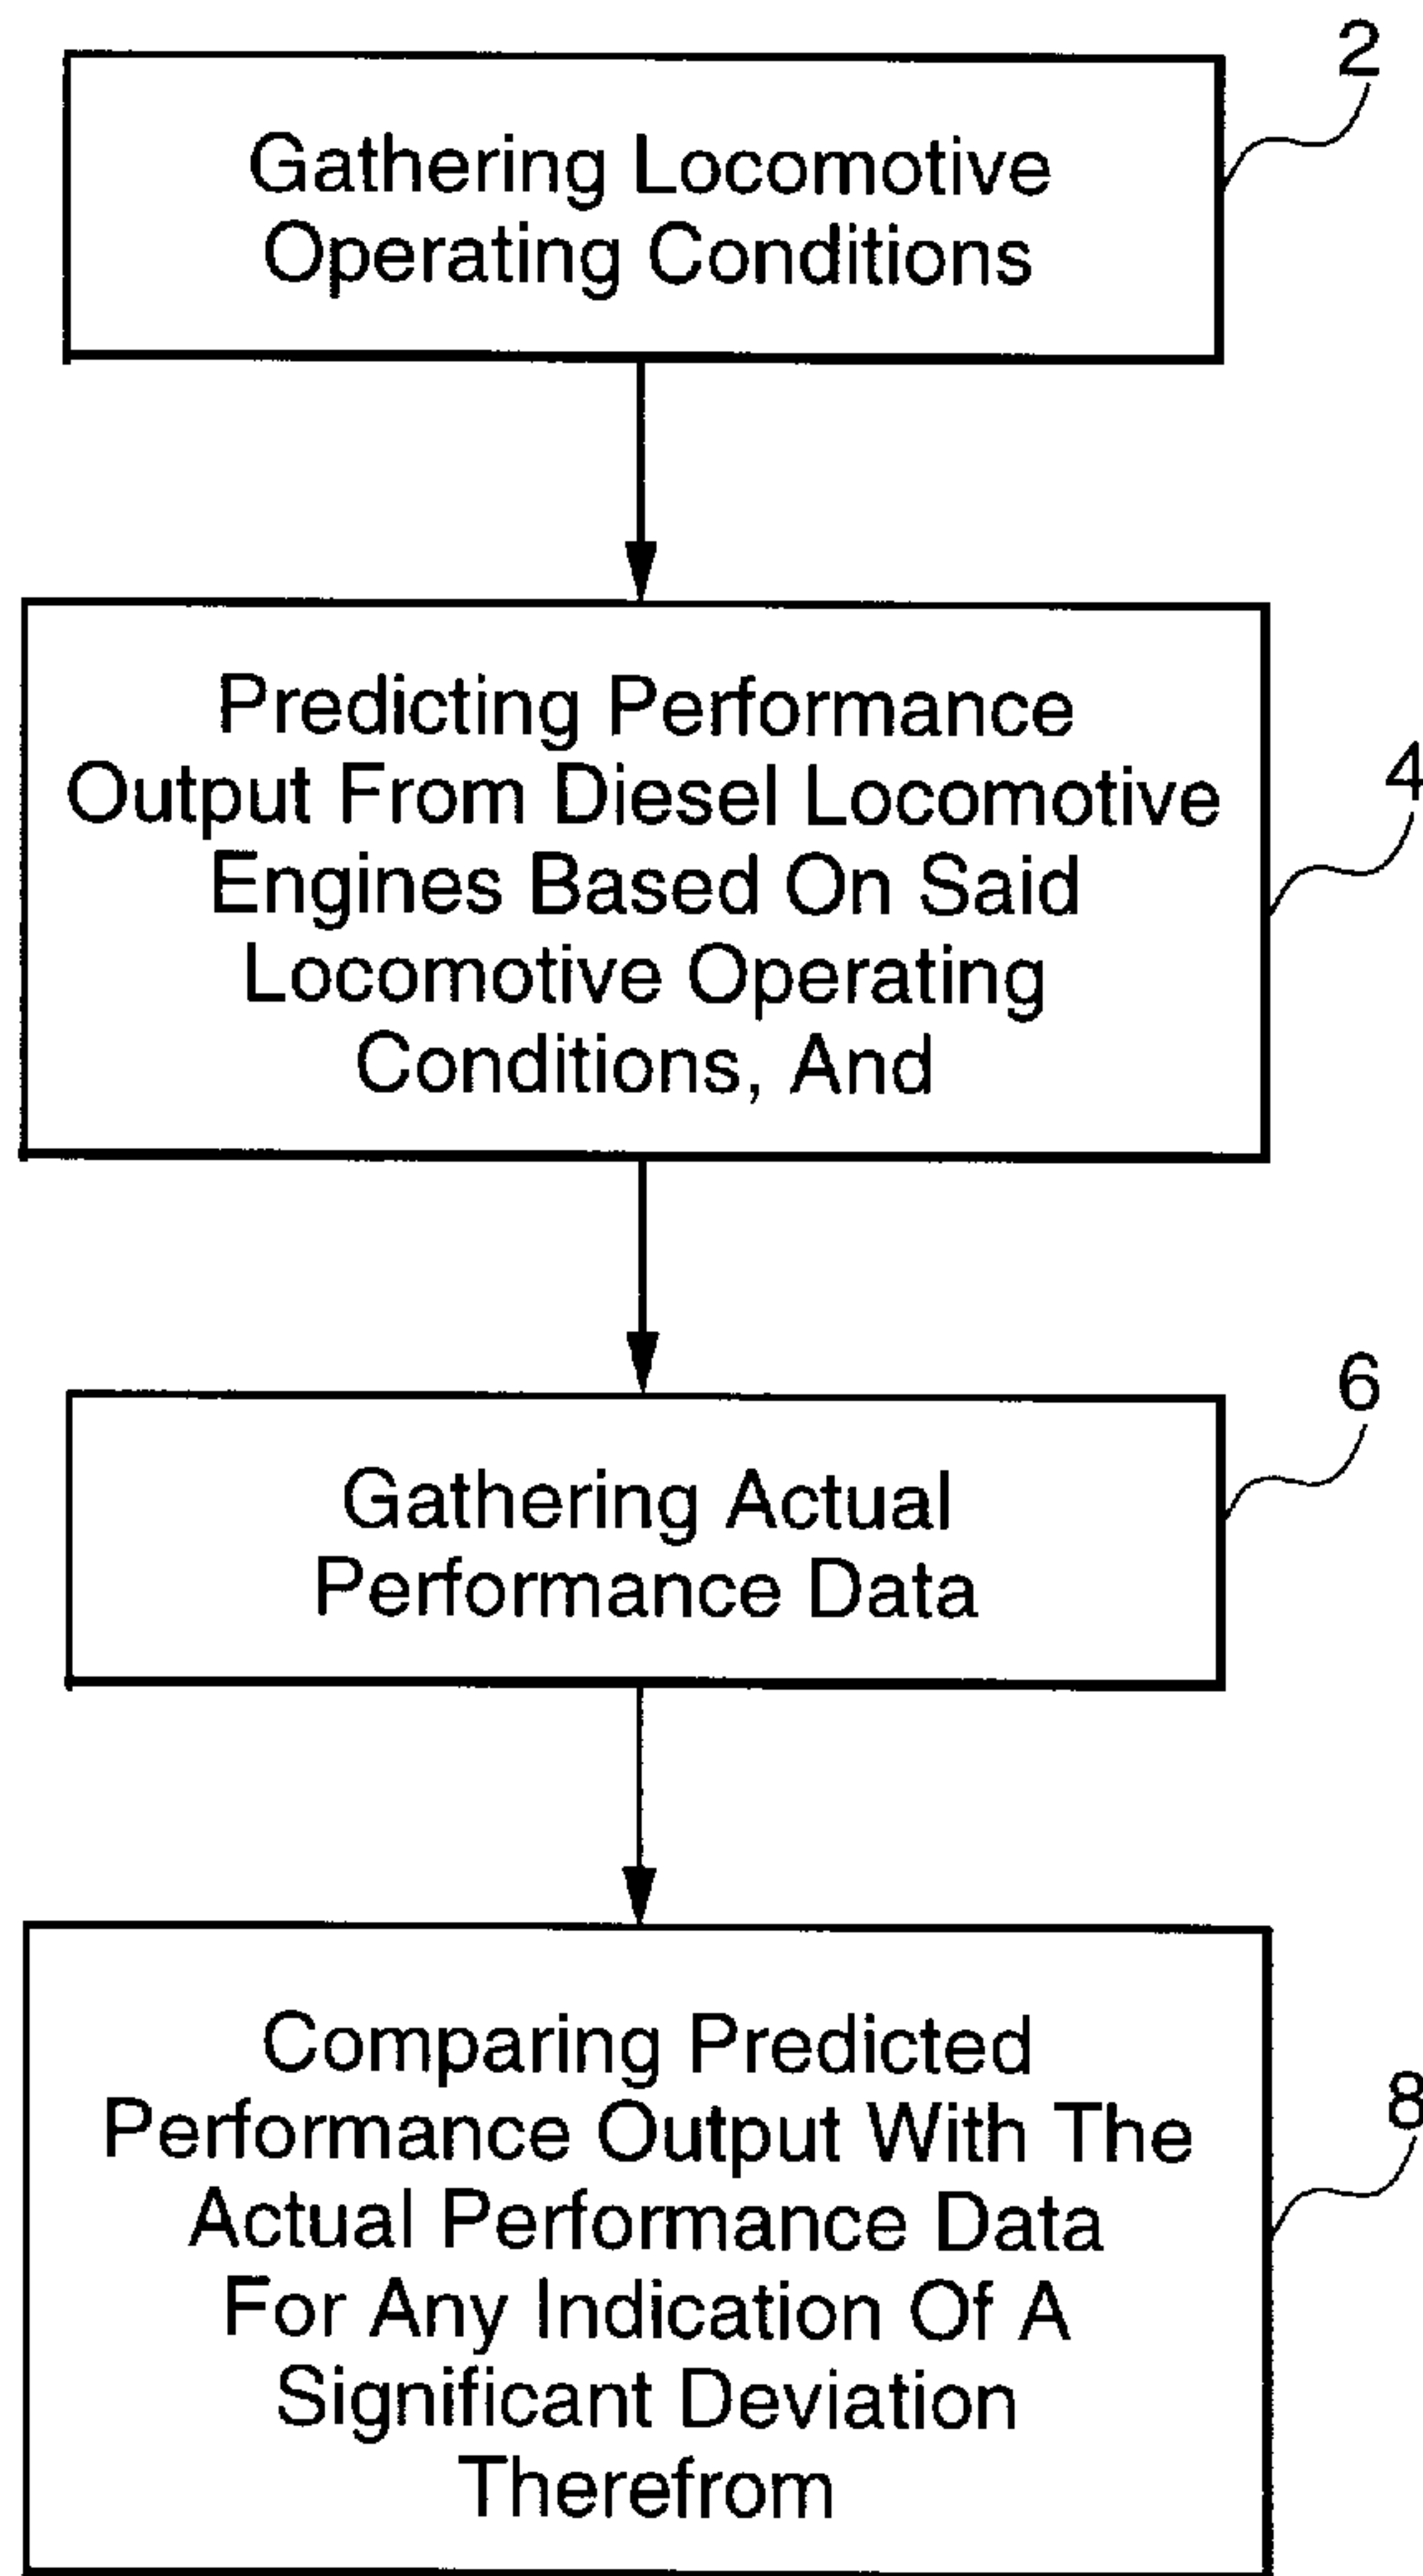 2
Gathering Locomotive
Operating Conditions
Predicting Performance
Output From Diesel Locomotive
Engines Based On Said
Locomotive Operating
Conditions, And
4
Gathering Actual
Performance Data
6
Comparing Predicted
Performance Output With The
Actual Performance Data
For Any Indication Of A
Significant Deviation
Therefrom
8